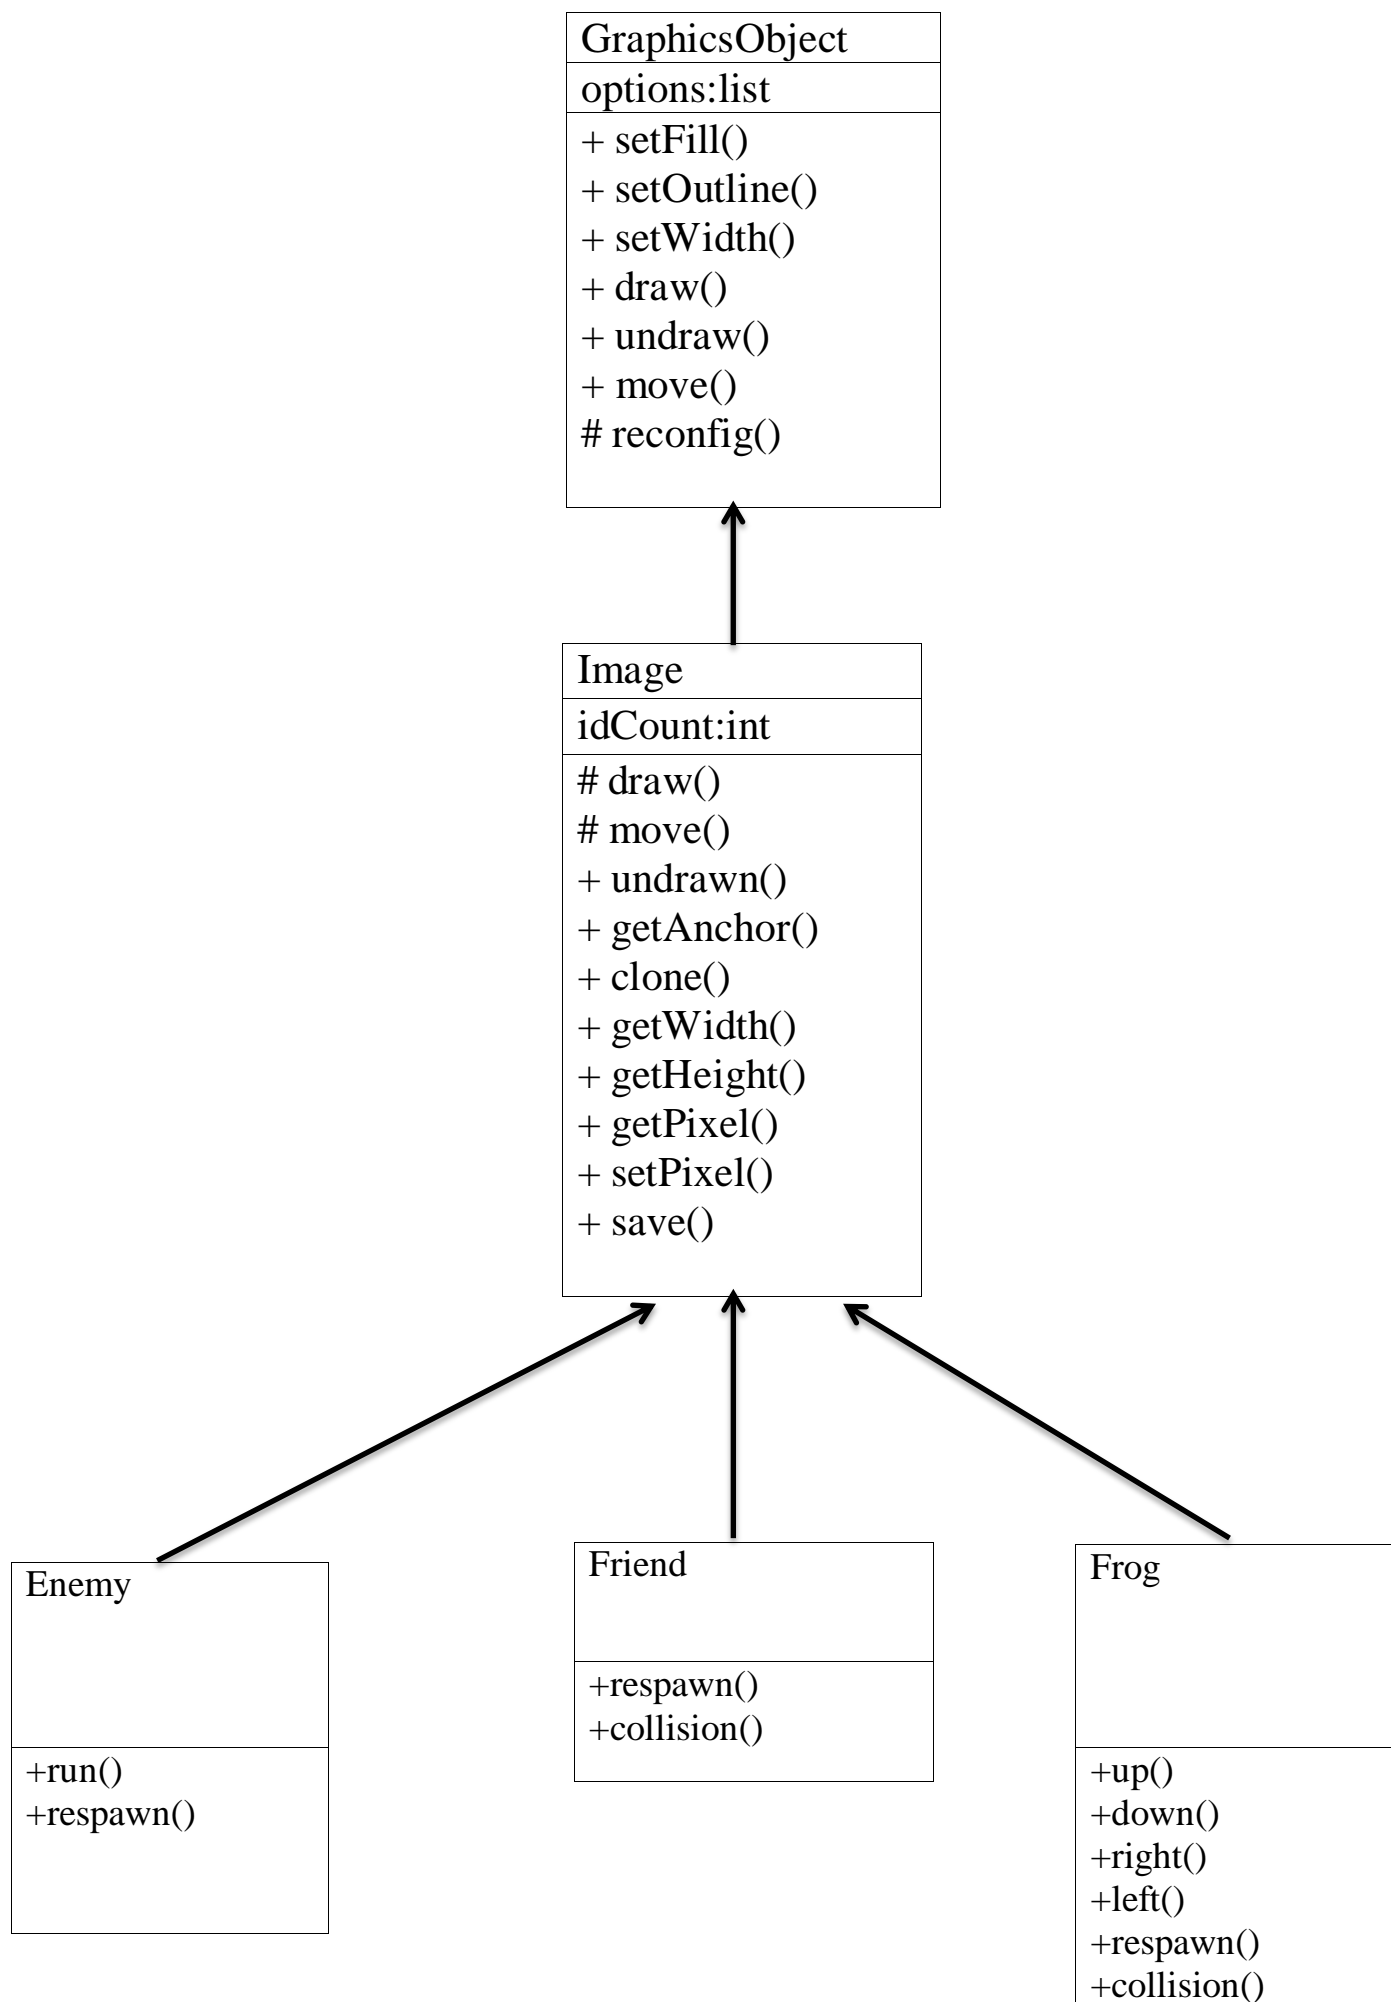 GraphicsObject
options:list
+ setFill()
+ setOutline()
+ setWidth()
+ draw()
+ undraw()
+ move()
# reconfig()
Image
idCount:int
# draw()
# move()
+ undrawn()
+ getAnchor()
+ clone()
+ getWidth()
+ getHeight()
+ getPixel()
+ setPixel()
+ save()
Enemy
+run()
+respawn()
Friend
+respawn()
+collision()
Frog
+up()
+down()
+right()
+left()
+respawn()
+collision()